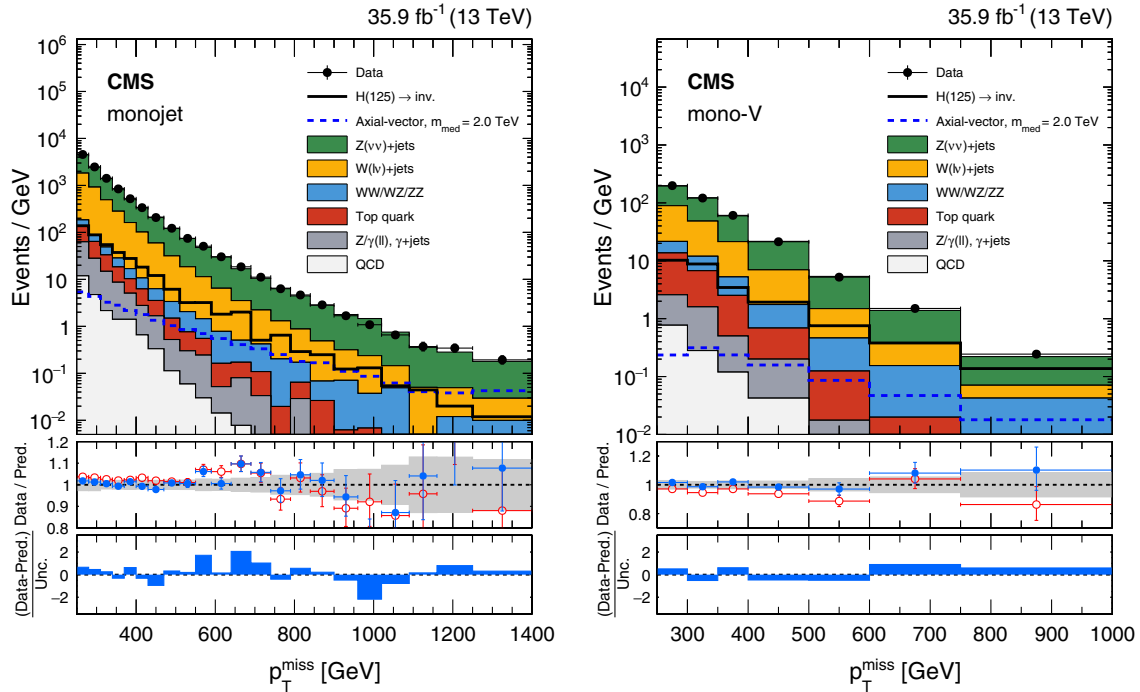 35.9 fb⁻¹ (13 TeV)
Events / GeV
10⁶
10⁵
10⁴
10³
10²
10
1
10⁻¹
10⁻²
CMS
monojet
Data
H(125) → inv.
Axial-vector, m_med = 2.0 TeV
Z(νν)+jets
W(lν)+jets
WW/WZ/ZZ
Top quark
Z/γ(ll), γ+jets
QCD
Data / Pred.
1.2
1.1
1
0.9
0.8
(Data-Pred.)
Unc.
2
0
−2
400 600 800 1000 1200 1400
p_T^miss [GeV]
35.9 fb⁻¹ (13 TeV)
Events / GeV
10⁴
10³
10²
10
1
10⁻¹
10⁻²
CMS
mono-V
Data
H(125) → inv.
Axial-vector, m_med = 2.0 TeV
Z(νν)+jets
W(lν)+jets
WW/WZ/ZZ
Top quark
Z/γ(ll), γ+jets
QCD
Data / Pred.
1.2
1.1
1
0.9
0.8
(Data-Pred.)
Unc.
2
0
−2
300 400 500 600 700 800 900 1000
p_T^miss [GeV]